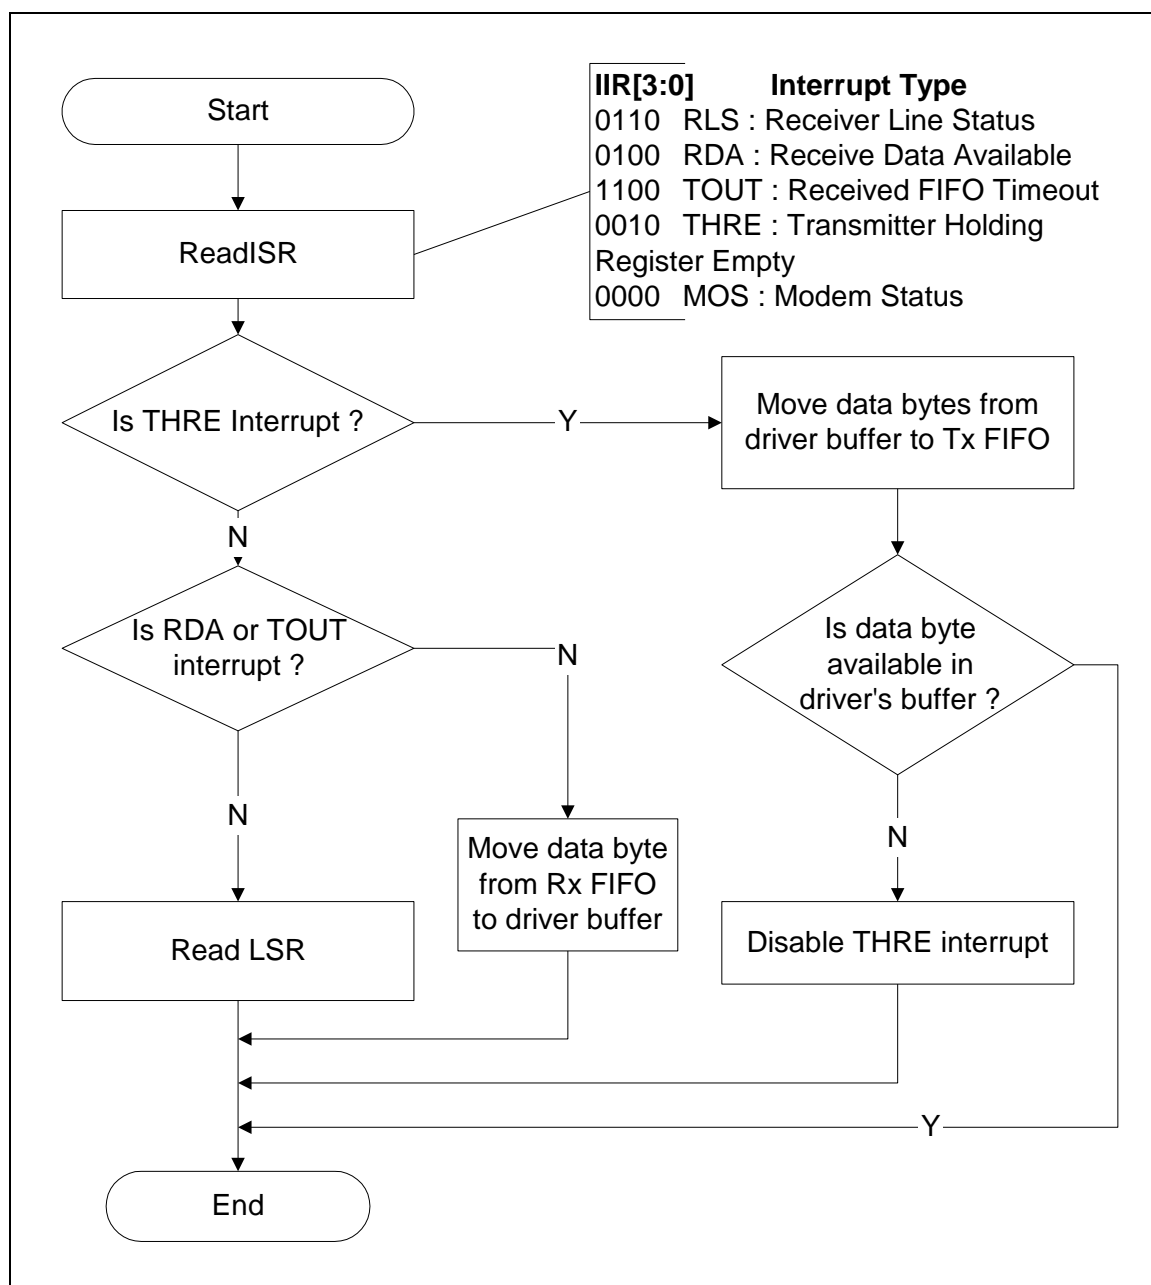 Start
IIR[3:0] Interrupt Type
0110 RLS : Receiver Line Status
0100 RDA : Receive Data Available
1100 TOUT : Received FIFO Timeout
0010 THRE : Transmitter Holding
Register Empty
0000 MOS : Modem Status
ReadISR
Is THRE Interrupt ?
Y
Move data bytes from
driver buffer to Tx FIFO
N
Is RDA or TOUT
interrupt ?
N
Is data byte
available in
driver's buffer ?
N
Move data byte
from Rx FIFO
to driver buffer
N
Read LSR
Disable THRE interrupt
Y
End